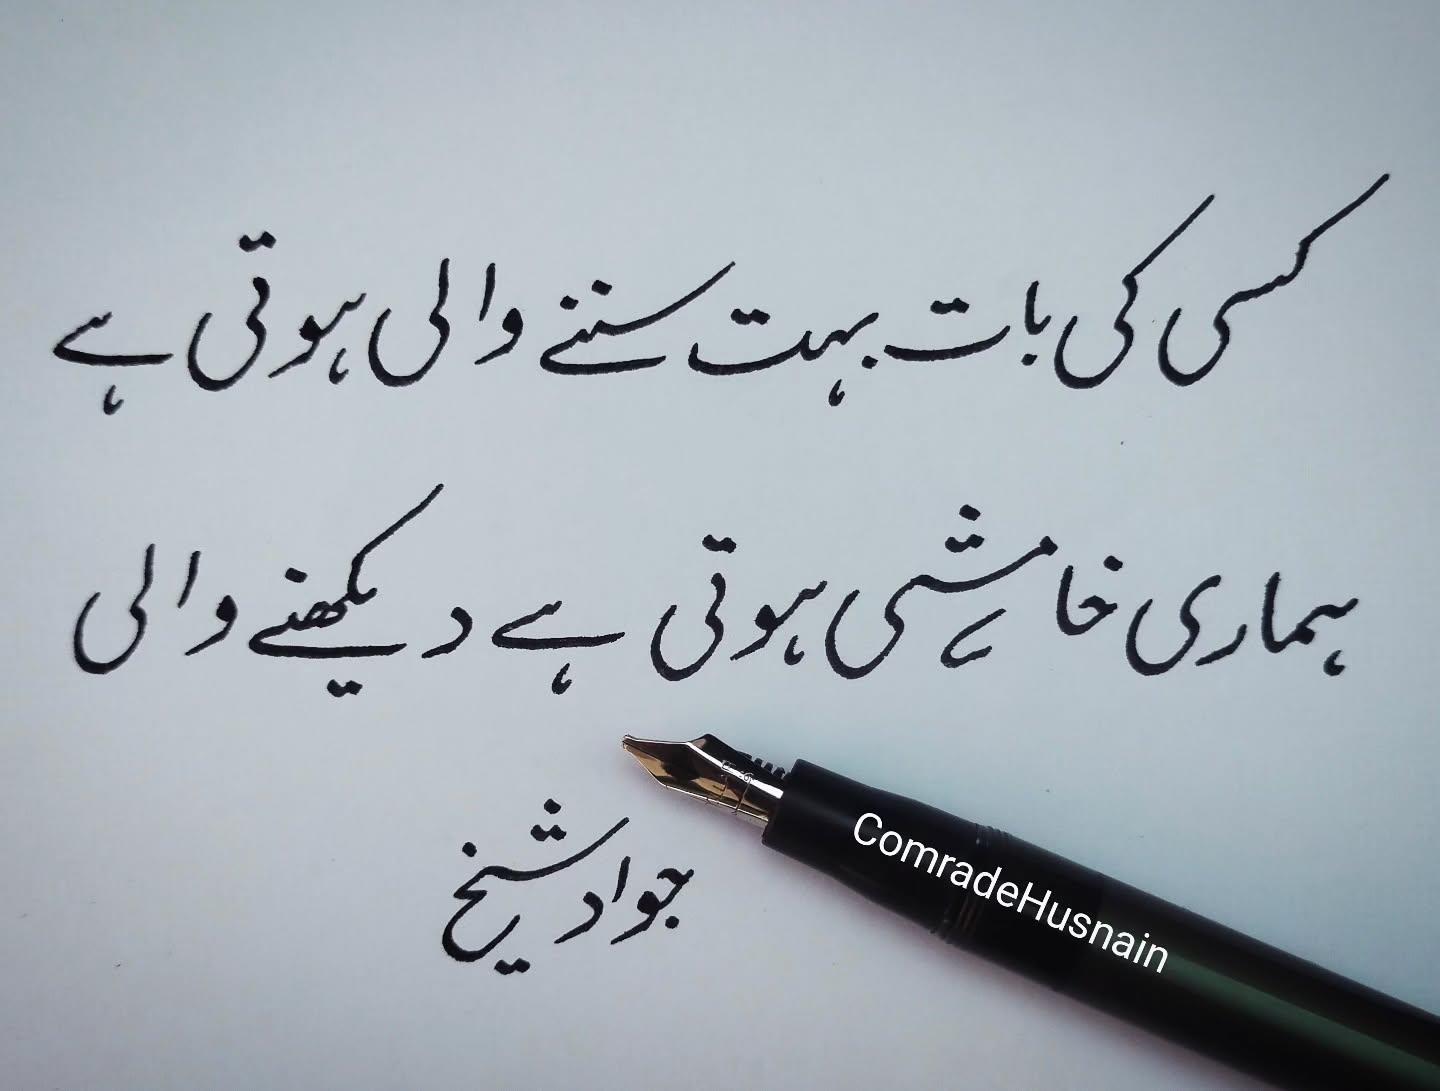 کسی کی بات بہت سننے والی ہوتی ہے
ہماری خامشی ہوتی ہے دیکھنے والی
جواد شیخ
ComradeHusnain